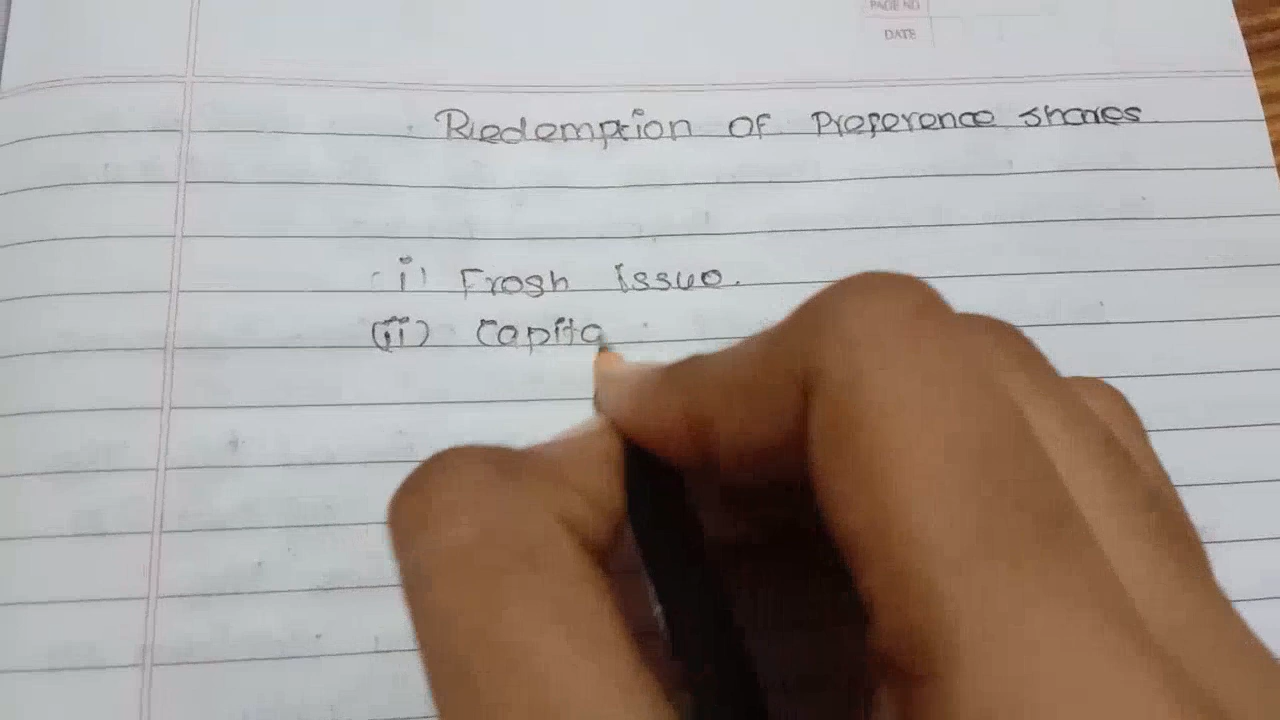 PAGE NO
DATE
Redemption of Preference shares
(i) Fresh Issue.
(ii) Capita